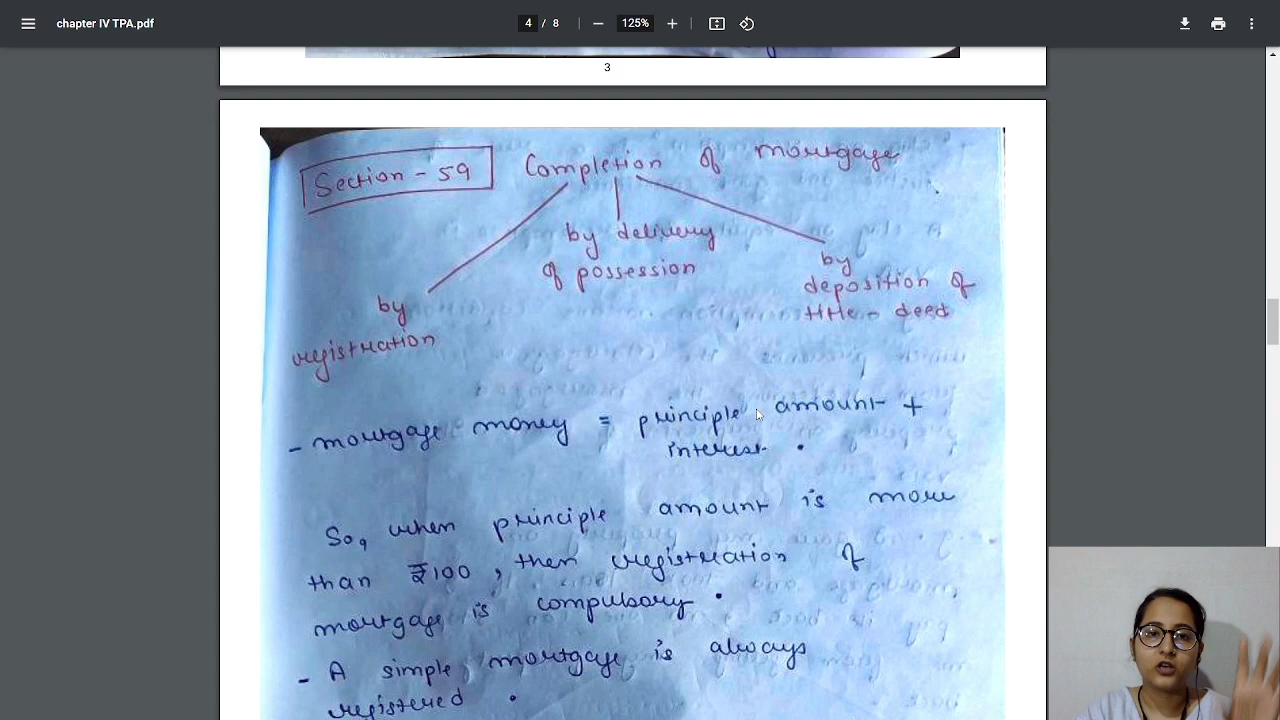 chapter IV TPA.pdf
4 / 8
125%
3
Section - 59 Completion of mortgage
by delivery
of possession
by
deposition of
title - deed
by
registration
- mortgage money = principle amount +
interest.
So, when principle amount is more
than ₹100, then registration of
mortgage is compulsory.
- A simple mortgage is always
registered.